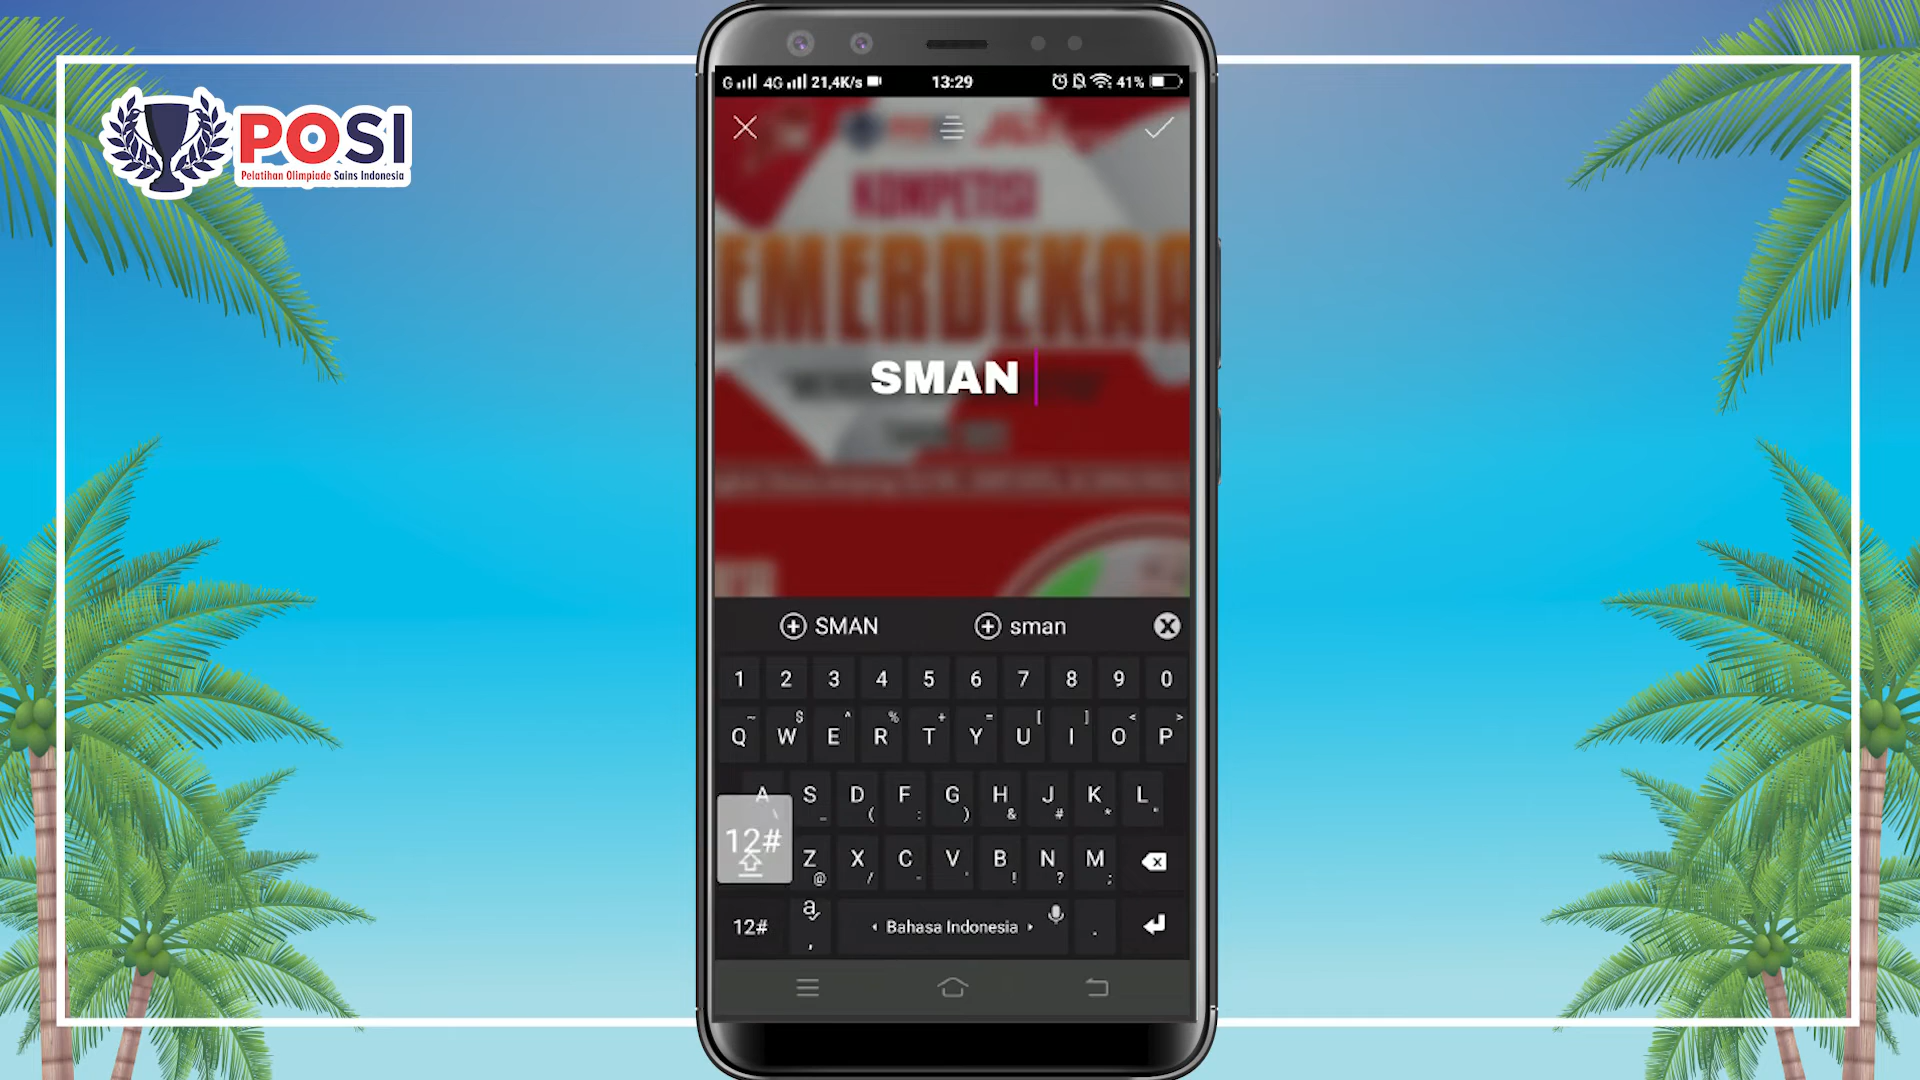 POSI
Pelatihan Olimpiade Sains Indonesia
G 4G 21,4K/s 13:29 41%
KOMPETISI
EMERDEKAA
SMAN
SMAN sman
1 2 3 4 5 6 7 8 9 0
~ $ ^ % + = [ ] < >
Q W E R T Y U I O P
A S D F G H J K L
\ _ ( : ) & # * "
12#
Z X C V B N M
@ / - ' ! ? ;
12# a , Bahasa Indonesia .